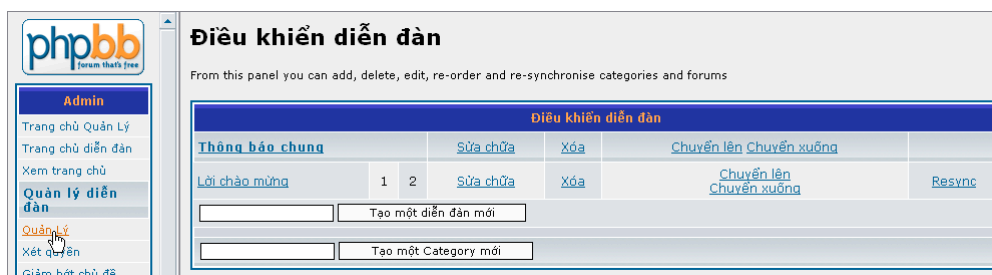 phpbb
forum that's free
Admin
Trang chủ Quản Lý
Trang chủ diễn đàn
Xem trang chủ
Quản lý diễn
đàn
Quản Lý
Xét quyền
Giảm bớt chủ đề
Điều khiển diễn đàn
From this panel you can add, delete, edit, re-order and re-synchronise categories and forums
Điều khiển diễn đàn
Thông báo chung Sửa chữa Xóa Chuyển lên Chuyển xuống
Lời chào mừng 1 2 Sửa chữa Xóa Chuyển lên
Chuyển xuống Resync
Tạo một diễn đàn mới
Tạo một Category mới